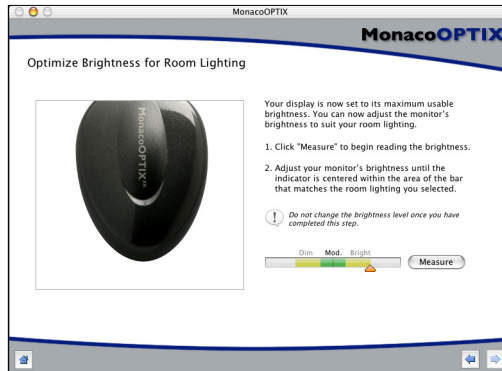 MonacoOPTIX
MonacoOPTIX
Optimize Brightness for Room Lighting
MonacoOPTIX
Your display is now set to its maximum usable
brightness. You can now adjust the monitor's
brightness to suit your room lighting.
1. Click "Measure" to begin reading the brightness.
2. Adjust your monitor's brightness until the
indicator is centered within the area of the bar
that matches the room lighting you selected.
! Do not change the brightness level once you have
completed this step.
Dim Mod. Bright
Measure